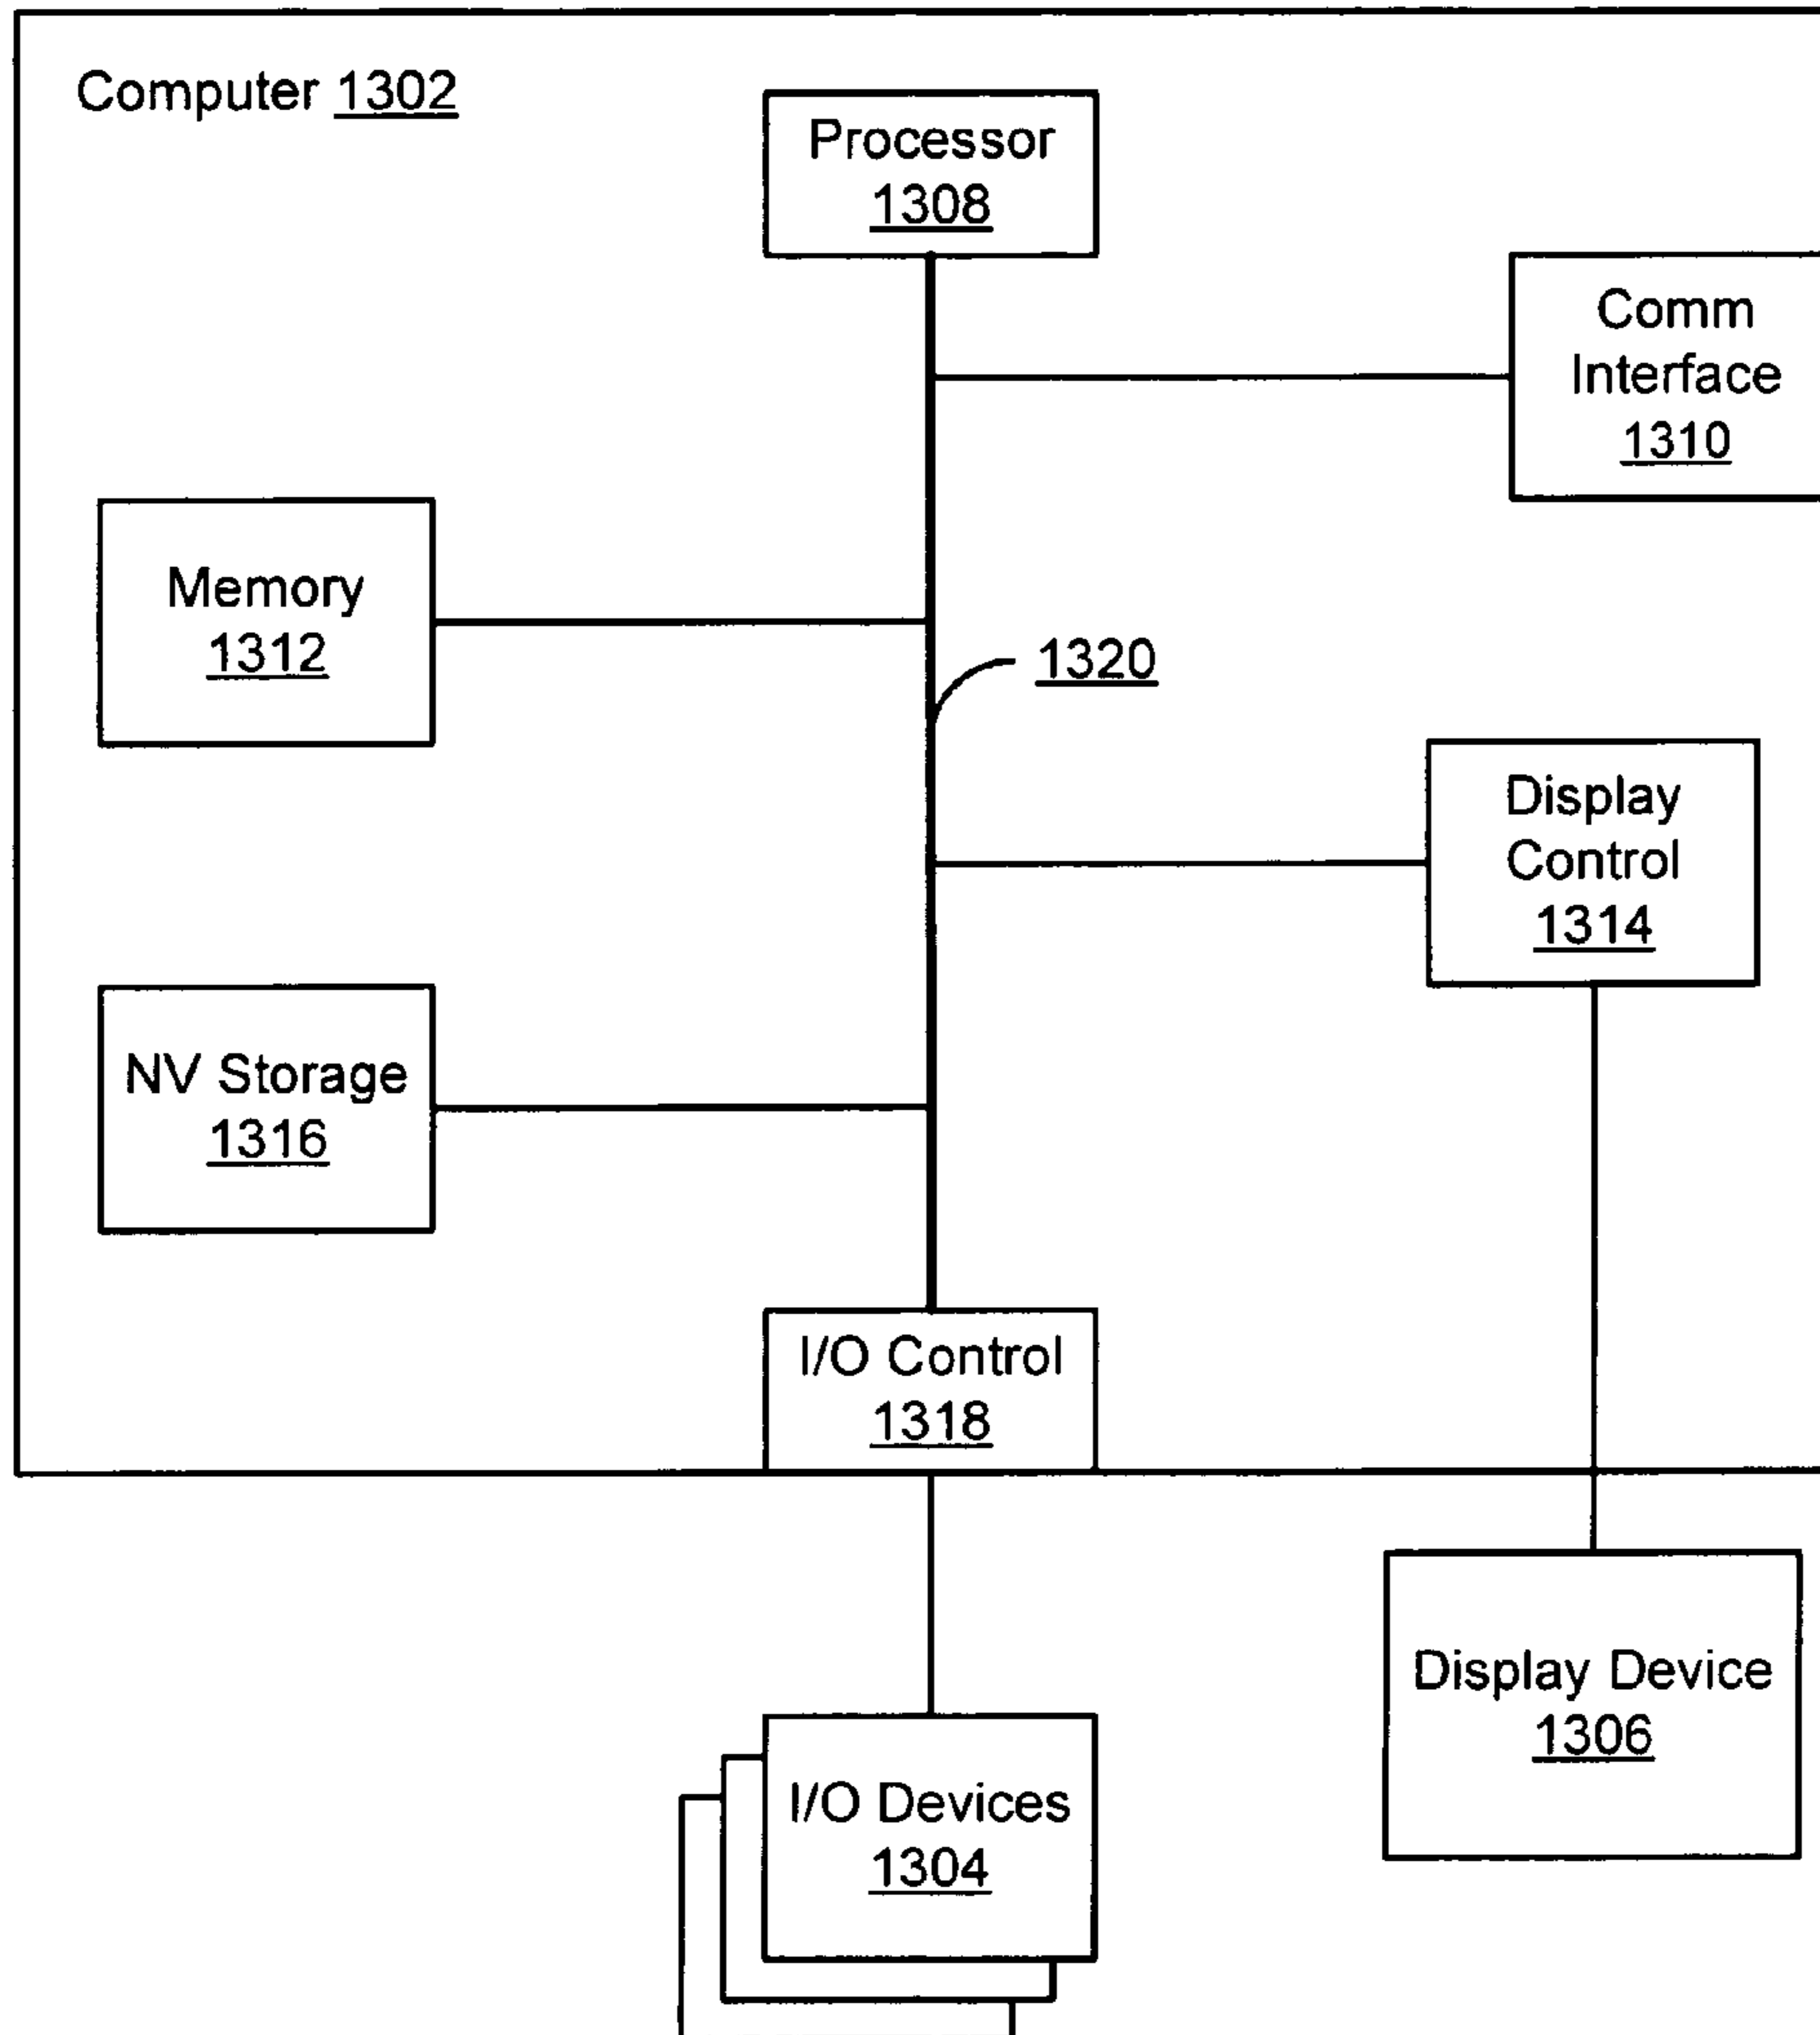 Computer 1302
Processor
1308
Comm
Interface
1310
Memory
1312
1320
Display
Control
1314
NV Storage
1316
I/O Control
1318
Display Device
1306
I/O Devices
1304